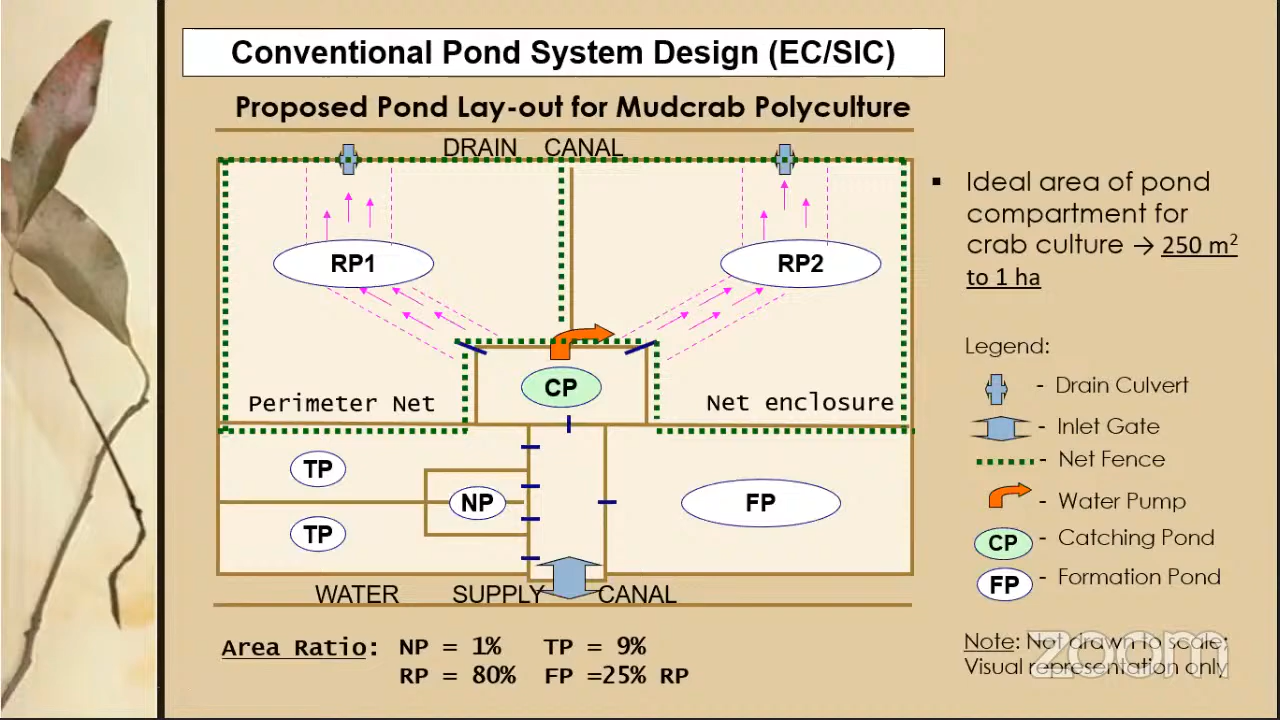 Conventional Pond System Design (EC/SIC)
Proposed Pond Lay-out for Mudcrab Polyculture
DRAIN CANAL
RP1
RP2
CP
Perimeter Net
Net enclosure
TP
NP
FP
TP
WATER SUPPLY CANAL
Area Ratio: NP = 1% TP = 9%
RP = 80% FP =25% RP
▪ Ideal area of pond
compartment for
crab culture → 250 m²
to 1 ha
Legend:
- Drain Culvert
- Inlet Gate
- Net Fence
- Water Pump
CP - Catching Pond
FP - Formation Pond
Note: Not drawn to scale;
Visual representation only
zoom